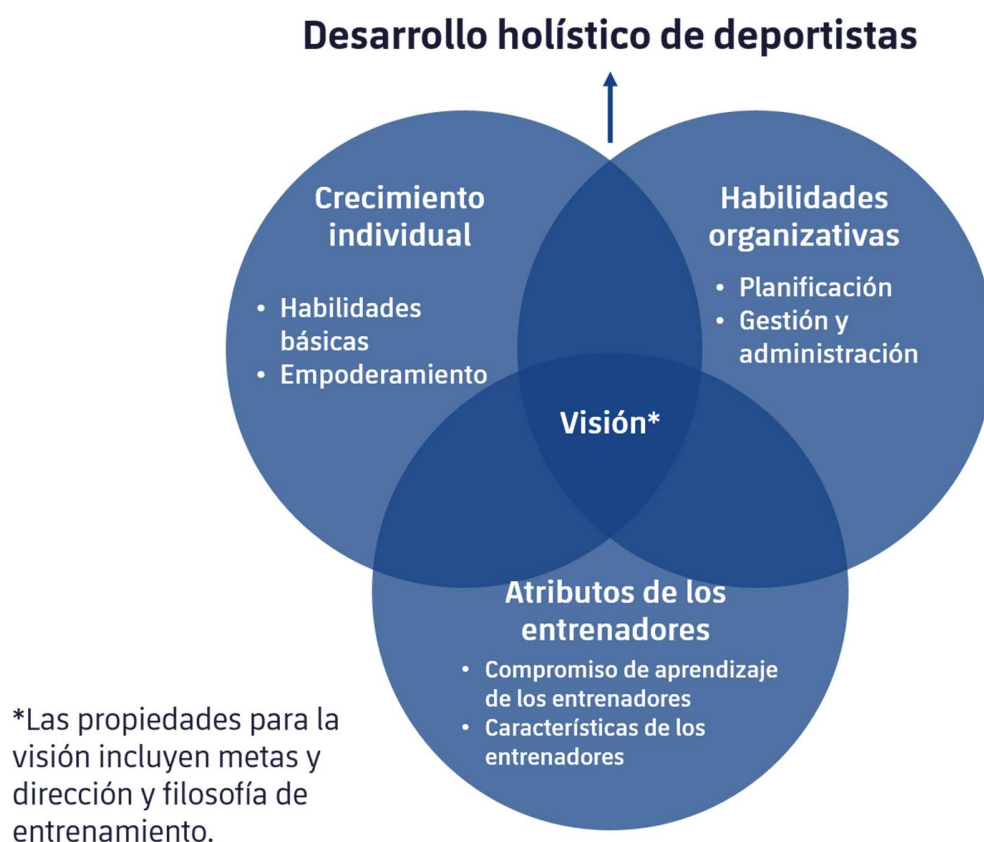 Desarrollo holístico de deportistas
Crecimiento
individual
• Habilidades
básicas
• Empoderamiento
Habilidades
organizativas
• Planificación
• Gestión y
administración
Visión*
Atributos de los
entrenadores
• Compromiso de aprendizaje
de los entrenadores
• Características de los
entrenadores
*Las propiedades para la
visión incluyen metas y
dirección y filosofía de
entrenamiento.